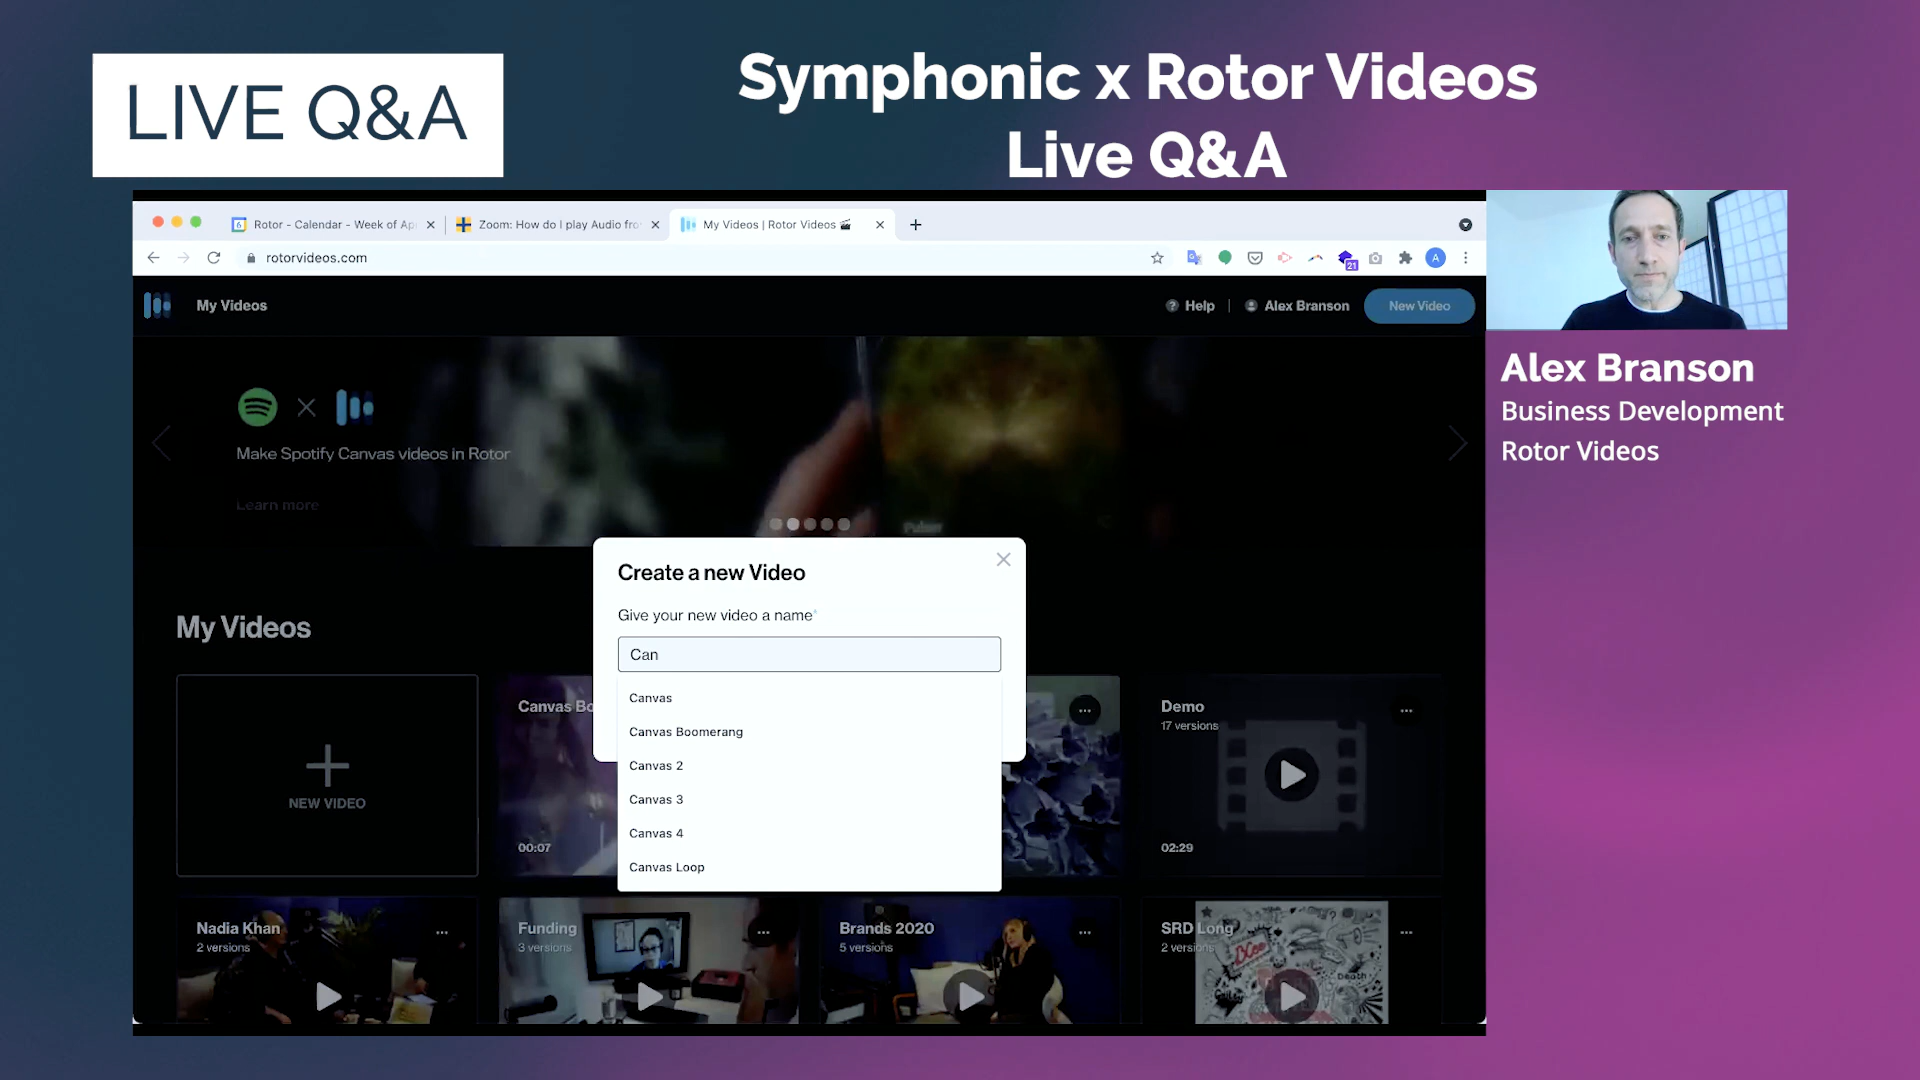 LIVE Q&A
Symphonic x Rotor Videos
Live Q&A
6
Rotor - Calendar - Week of Ap
Zoom: How do I play Audio fro
My Videos | Rotor Videos
rotorvideos.com
21
A
My Videos
Help
Alex Branson
New Video
Make Spotify Canvas videos in Rotor
Learn more
Pulser
Alex Branson
Business Development
Rotor Videos
Create a new Video
Give your new video a name*
Can
Canvas
Canvas Boomerang
Canvas 2
Canvas 3
Canvas 4
Canvas Loop
My Videos
NEW VIDEO
Canvas Bo
00:07
Demo
17 versions
02:29
Nadia Khan
2 versions
Funding
3 versions
Brands 2020
5 versions
SRD Long
2 versions
Death